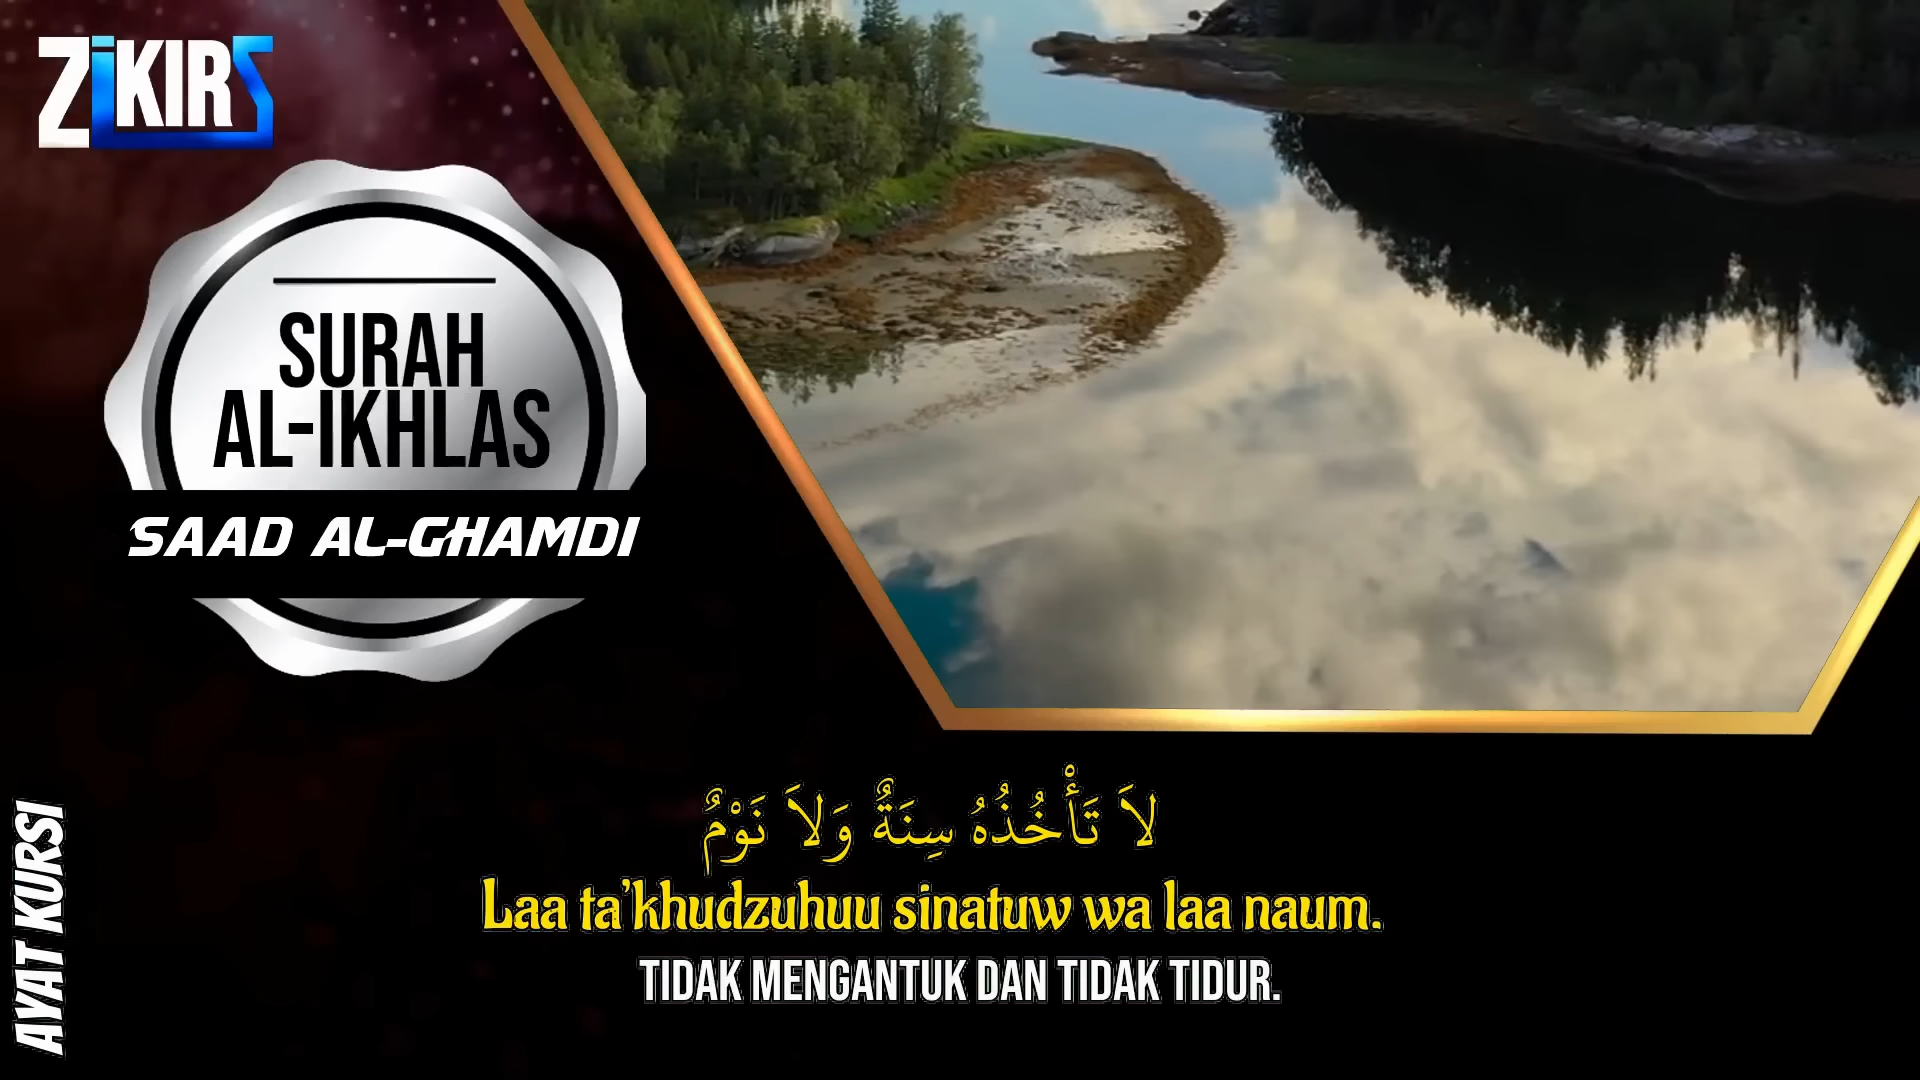 ZIKIRS
SURAH
AL-IKHLAS
SAAD AL-GHAMDI
لاَ تَأْخُذُهُ سِنَةٌ وَلاَ نَوْمٌ
Laa ta'khudzuhuu sinatuw wa laa naum.
TIDAK MENGANTUK DAN TIDAK TIDUR.
AYAT KURSI